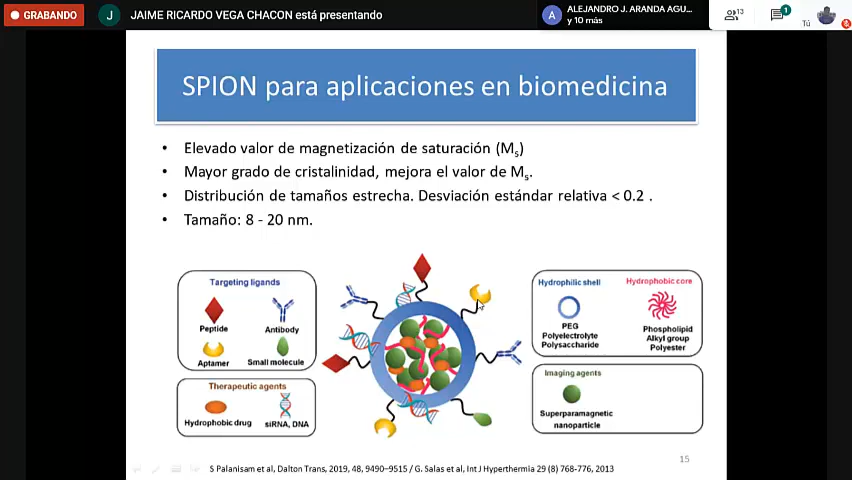 GRABANDO
J
JAIME RICARDO VEGA CHACON está presentando
A
ALEJANDRO J. ARANDA AGU...
y 10 más
13
1
Tú
SPION para aplicaciones en biomedicina
• Elevado valor de magnetización de saturación (Ms)
• Mayor grado de cristalinidad, mejora el valor de Ms.
• Distribución de tamaños estrecha. Desviación estándar relativa < 0.2 .
• Tamaño: 8 - 20 nm.
Targeting ligands
Peptide
Antibody
Aptamer
Small molecule
Therapeutic agents
Hydrophobic drug
siRNA, DNA
Hydrophilic shell
PEG
Polyelectrolyte
Polysaccharide
Hydrophobic core
Phospholipid
Alkyl group
Polyester
Imaging agents
Superparamagnetic
nanoparticle
15
S Palanisam et al, Dalton Trans, 2019, 48, 9490–9515 / G. Salas et al, Int J Hyperthermia 29 (8) 768-776, 2013